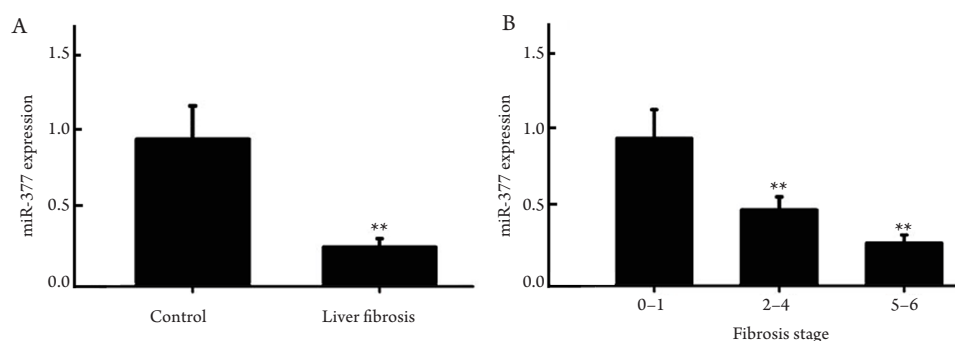 A
miR-377 expression
1.5
1.0
0.5
0.0
**
Control
Liver fibrosis
B
miR-377 expression
1.5
1.0
0.5
0.0
**
**
0–1
2–4
5–6
Fibrosis stage